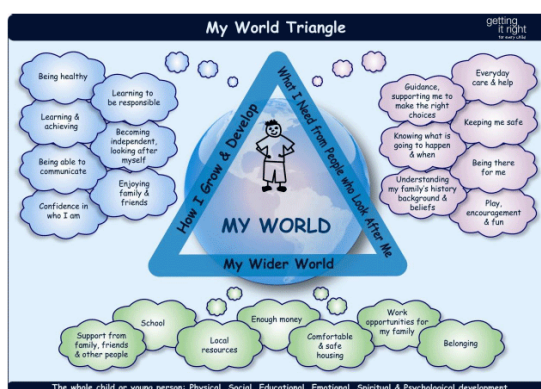 My World Triangle
getting
it right
for every child
Being healthy
Learning to
be responsible
Learning &
achieving
Becoming
independent,
looking after
myself
Being able to
communicate
Enjoying
family &
friends
Confidence in
who I am
How I Grow & Develop
What I Need from People who Look After Me
MY WORLD
My Wider World
Everyday
care & help
Guidance,
supporting me to
make the right
choices
Keeping me safe
Knowing what is
going to happen
& when
Being there
for me
Understanding
my family's history
background &
beliefs
Play,
encouragement
& fun
Support from
family, friends
& other people
School
Local
resources
Enough money
Comfortable
& safe
housing
Work
opportunities for
my family
Belonging
The whole child or young person: Physical, Social, Educational, Emotional, Spiritual & Psychological development